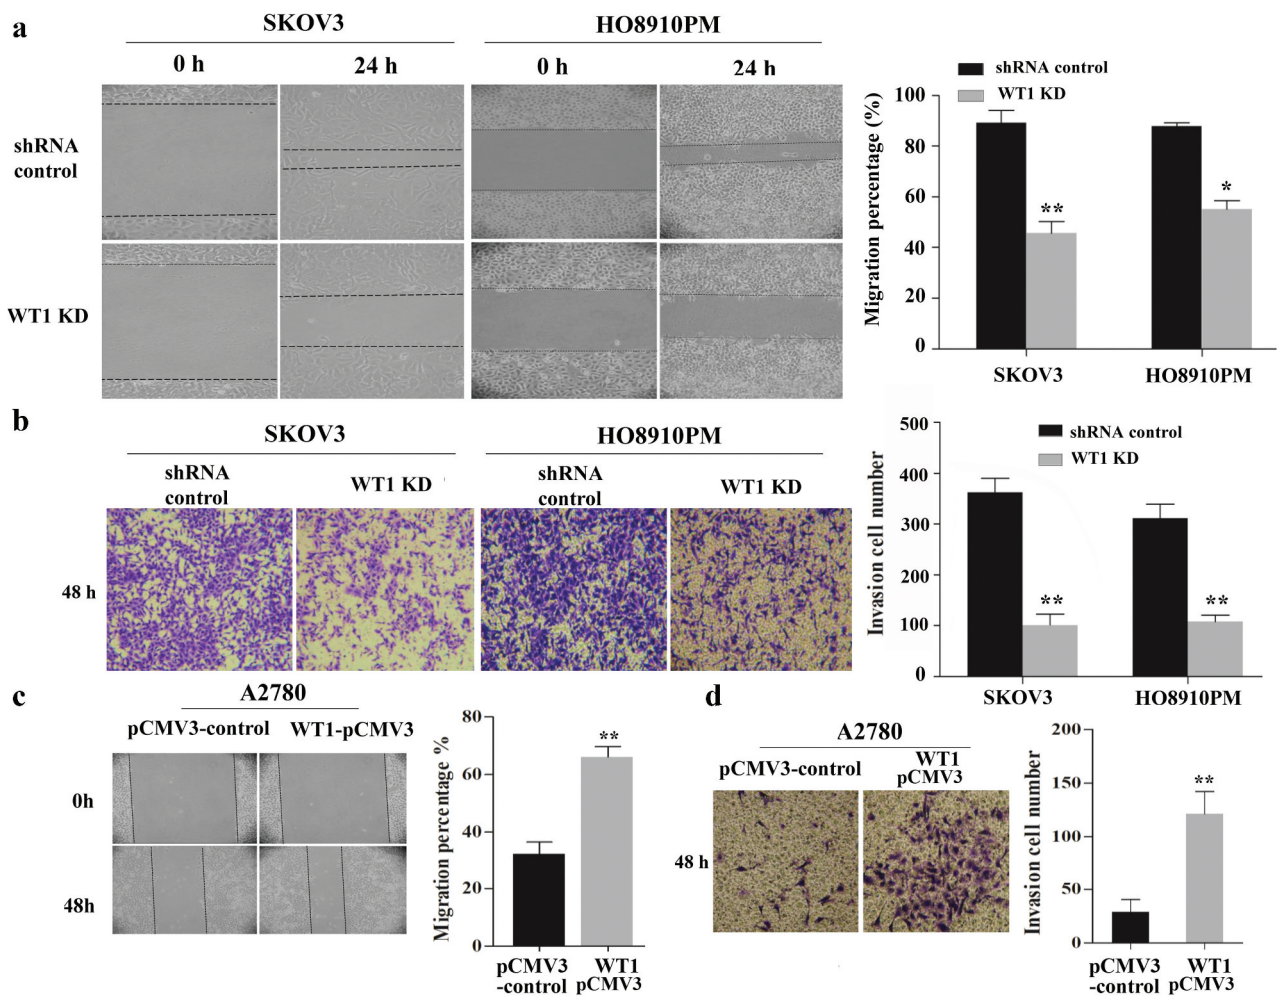 a
SKOV3
HO8910PM
0 h
24 h
0 h
24 h
shRNA
control
WT1 KD
shRNA control
WT1 KD
Migration percentage (%)
100
80
60
40
20
0
**
*
SKOV3
HO8910PM
b
SKOV3
HO8910PM
shRNA
control
WT1 KD
shRNA
control
WT1 KD
48 h
shRNA control
WT1 KD
Invasion cell number
500
400
300
200
100
0
**
**
SKOV3
HO8910PM
c
A2780
pCMV3-control
WT1-pCMV3
0h
48h
Migration percentage %
80
60
40
20
0
**
pCMV3
-control
WT1
pCMV3
d
A2780
pCMV3-control
WT1
pCMV3
48 h
Invasion cell number
200
150
100
50
0
**
pCMV3
-control
WT1
pCMV3